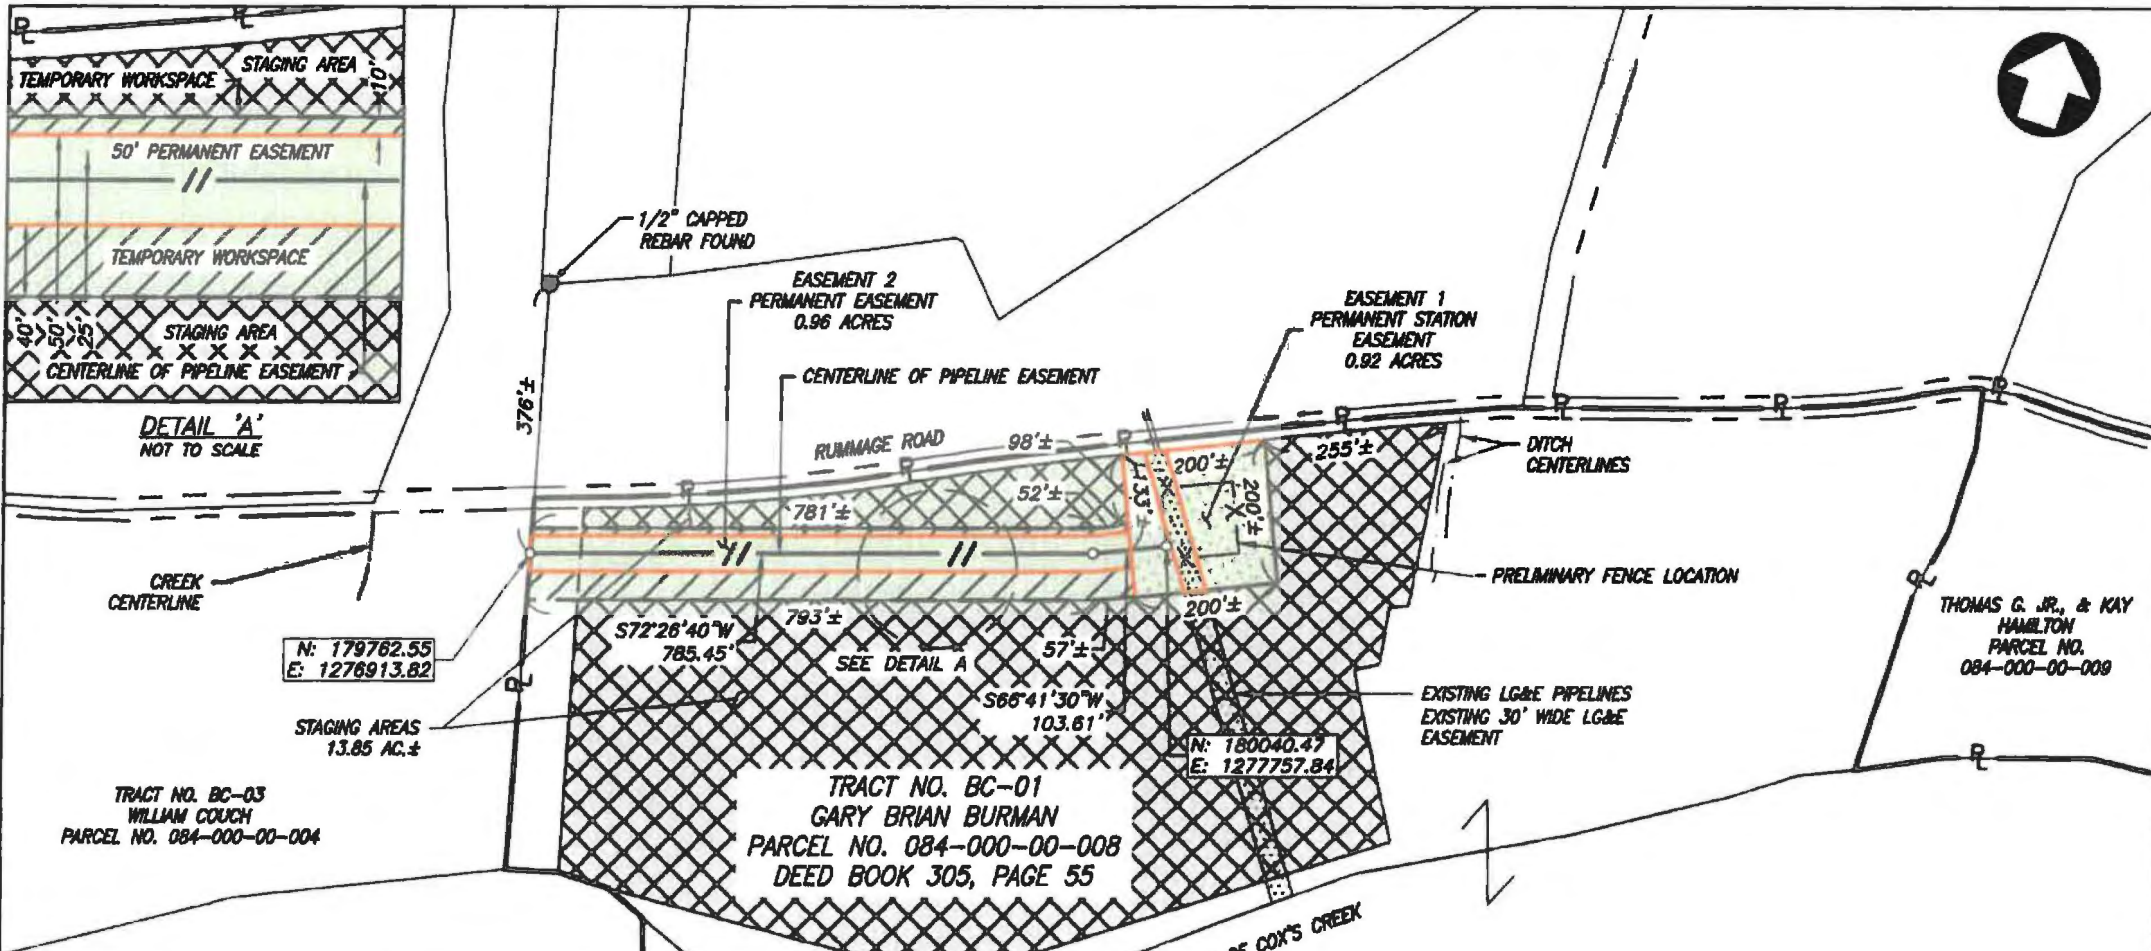 TEMPORARY WORKSPACE
STAGING AREA
10'
50' PERMANENT EASEMENT
TEMPORARY WORKSPACE
40'
50'
25'
STAGING AREA
CENTERLINE OF PIPELINE EASEMENT
DETAIL 'A'
NOT TO SCALE
1/2" CAPPED
REBAR FOUND
376'±
EASEMENT 2
PERMANENT EASEMENT
0.96 ACRES
CENTERLINE OF PIPELINE EASEMENT
EASEMENT 1
PERMANENT STATION
EASEMENT
0.92 ACRES
RUMMAGE ROAD
98'±
52'±
781'±
133'±
200'±
200'±
255'±
DITCH
CENTERLINES
PRELIMINARY FENCE LOCATION
CREEK
CENTERLINE
N: 179762.55
E: 1276913.82
S72°26'40"W
785.45'
793'±
SEE DETAIL A
57'±
200'±
S66°41'30"W
103.61'
N: 180040.47
E: 1277757.84
EXISTING LG&E PIPELINES
EXISTING 30' WIDE LG&E
EASEMENT
THOMAS G. JR., & KAY
HAMILTON
PARCEL NO.
084-000-00-009
STAGING AREAS
13.85 AC.±
TRACT NO. BC-03
WILLIAM COUCH
PARCEL NO. 084-000-00-004
TRACT NO. BC-01
GARY BRIAN BURMAN
PARCEL NO. 084-000-00-008
DEED BOOK 305, PAGE 55
OF COX'S CREEK